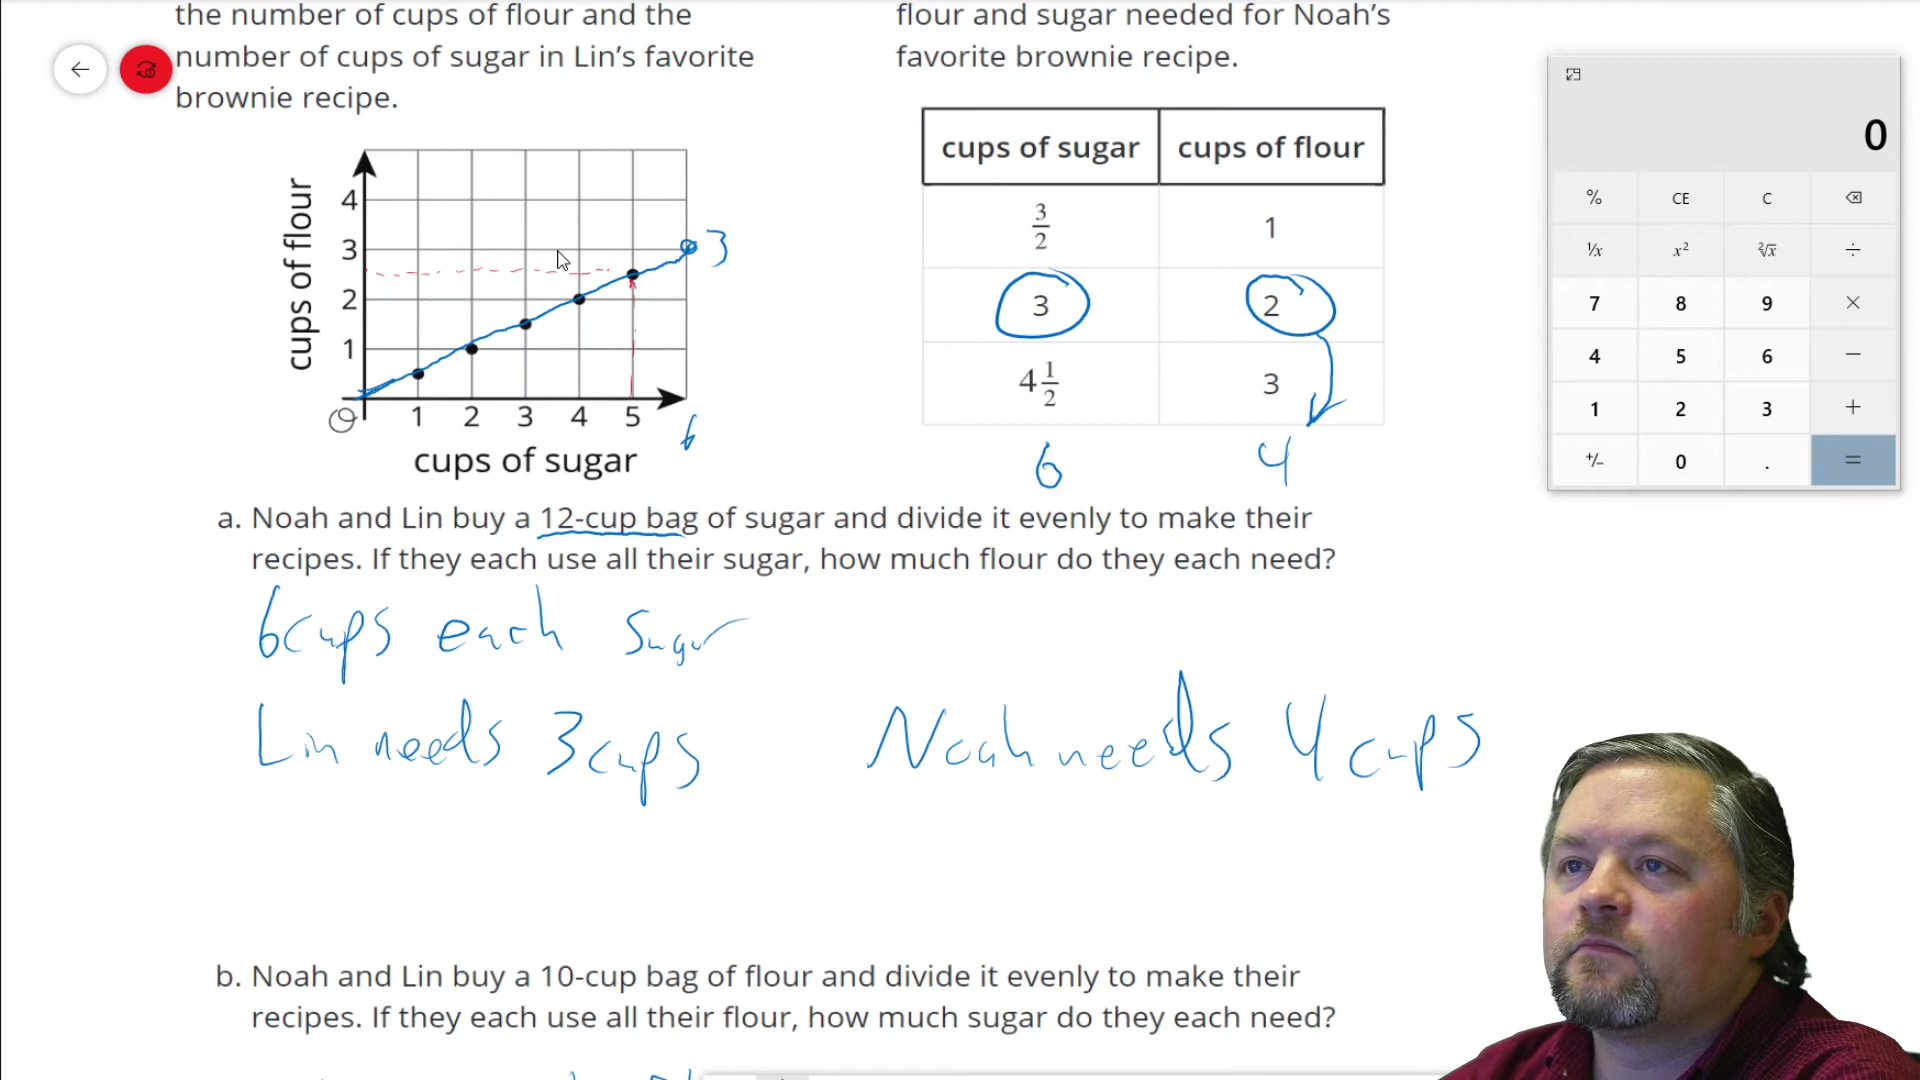 the number of cups of flour and the
number of cups of sugar in Lin's favorite
brownie recipe.
cups of flour
4
3
2
1
3
1 2 3 4 5 6
cups of sugar
flour and sugar needed for Noah's
favorite brownie recipe.
cups of sugar cups of flour
3/2 1
3 2
4 1/2 3
6 4
0
% CE C
1/x x² ²√x ÷
7 8 9 ×
4 5 6 −
1 2 3 +
+/− 0 . =
a. Noah and Lin buy a 12-cup bag of sugar and divide it evenly to make their
recipes. If they each use all their sugar, how much flour do they each need?
6cups each sugar
Lin needs 3cups Noah needs 4 cups
b. Noah and Lin buy a 10-cup bag of flour and divide it evenly to make their
recipes. If they each use all their flour, how much sugar do they each need?